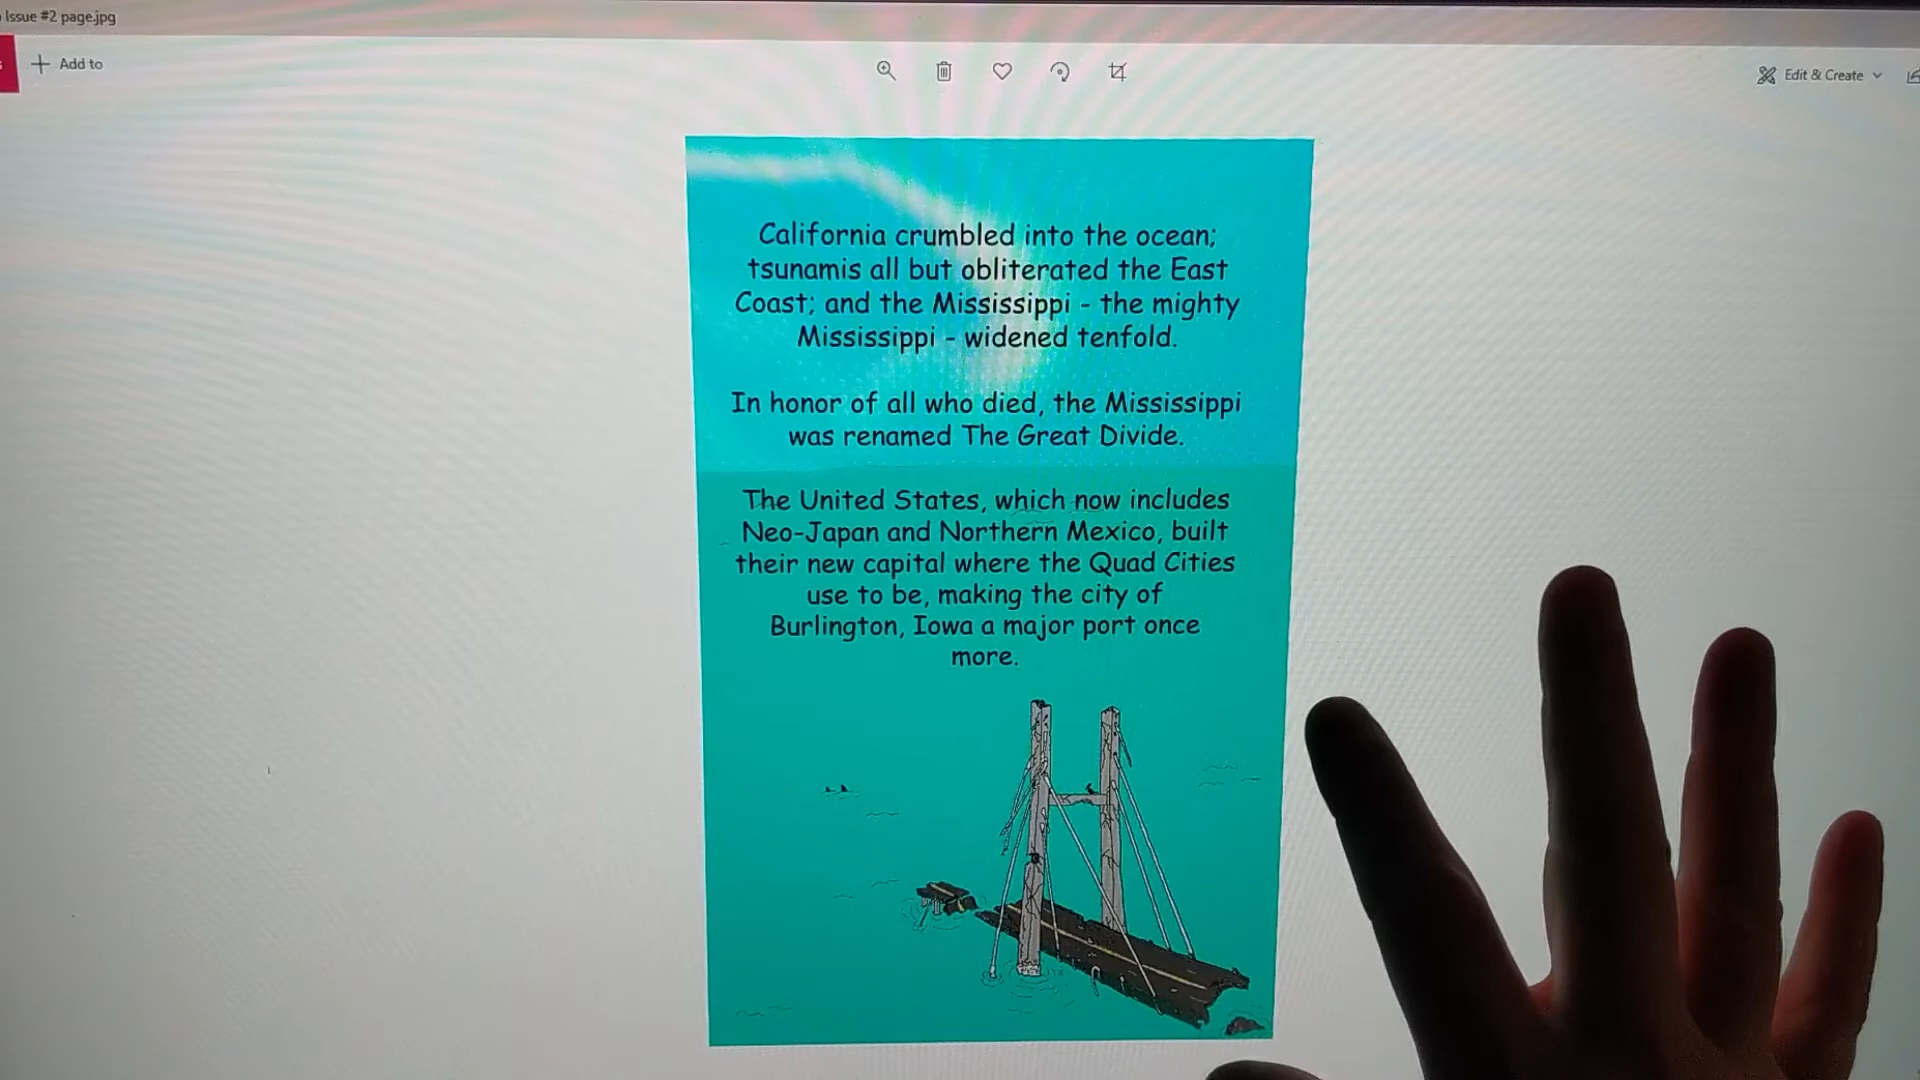 Issue #2 page.jpg
Add to
Edit & Create
California crumbled into the ocean;
tsunamis all but obliterated the East
Coast; and the Mississippi - the mighty
Mississippi - widened tenfold.
In honor of all who died, the Mississippi
was renamed The Great Divide.
The United States, which now includes
Neo-Japan and Northern Mexico, built
their new capital where the Quad Cities
use to be, making the city of
Burlington, Iowa a major port once
more.